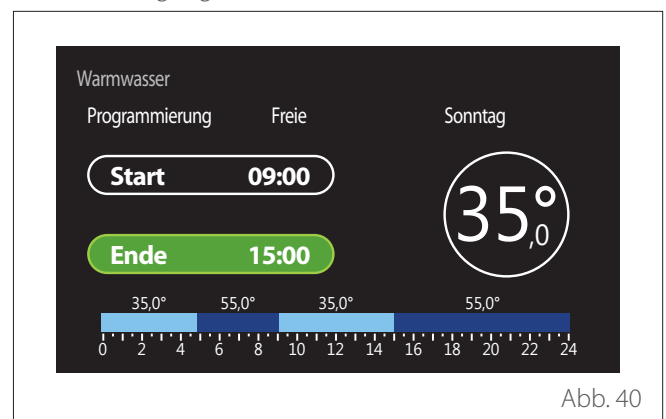 Warmwasser
Programmierung Freie Sonntag
Start 09:00
35,0°
Ende 15:00
35,0° 55,0° 35,0° 55,0°
0 2 4 6 8 10 12 14 16 18 20 22 24
Abb. 40